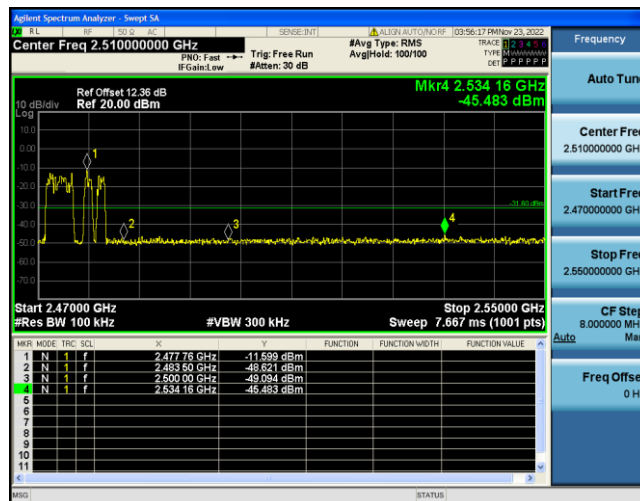 Agilent Spectrum Analyzer - Swept SA
RL RF 50 Ω AC SENSE:INT ALIGN AUTO/NO RF 03:56:17 PM Nov 23, 2022
Center Freq 2.510000000 GHz
PNO: Fast
IFGain:Low
Trig: Free Run
#Atten: 30 dB
#Avg Type: RMS
Avg|Hold: 100/100
TRACE 1 2 3 4 5 6
TYPE M
DET P P P P P P
Ref Offset 12.36 dB
Ref 20.00 dBm
10 dB/div
Log
Mkr4 2.534 16 GHz
-45.483 dBm
10.0
0.00
-10.0
-20.0
-30.0
-40.0
-50.0
-60.0
-70.0
1
2
3
4
-31.60 dBm
Start 2.47000 GHz Stop 2.55000 GHz
#Res BW 100 kHz #VBW 300 kHz Sweep 7.667 ms (1001 pts)
MKR MODE TRC SCL X Y FUNCTION FUNCTION WIDTH FUNCTION VALUE
1 N 1 f 2.477 76 GHz -11.599 dBm
2 N 1 f 2.483 50 GHz -48.621 dBm
3 N 1 f 2.500 00 GHz -49.094 dBm
4 N 1 f 2.534 16 GHz -45.483 dBm
5
6
7
8
9
10
11
MSG STATUS
Frequency
Auto Tun
Center Fre
2.510000000 GH
Start Fre
2.470000000 GH
Stop Fre
2.550000000 GH
CF Step
8.000000 MH
Auto Ma
Freq Offse
0 H